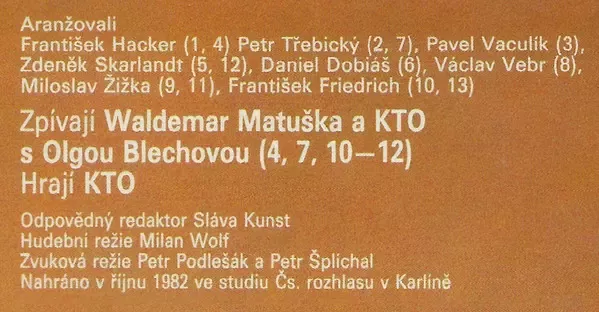 Aranžovali
František Hacker (1, 4) Petr Třebický (2, 7), Pavel Vaculík (3),
Zdeněk Skarlandt (5, 12), Daniel Dobiáš (6), Václav Vebr (8),
Miloslav Žižka (9, 11), František Friedrich (10, 13)
Zpívají Waldemar Matuška a KTO
s Olgou Blechovou (4, 7, 10—12)
Hrají KTO
Odpovědný redaktor Sláva Kunst
Hudební režie Milan Wolf
Zvuková režie Petr Podlešák a Petr Šplíchal
Nahráno v říjnu 1982 ve studiu Čs. rozhlasu v Karlíně